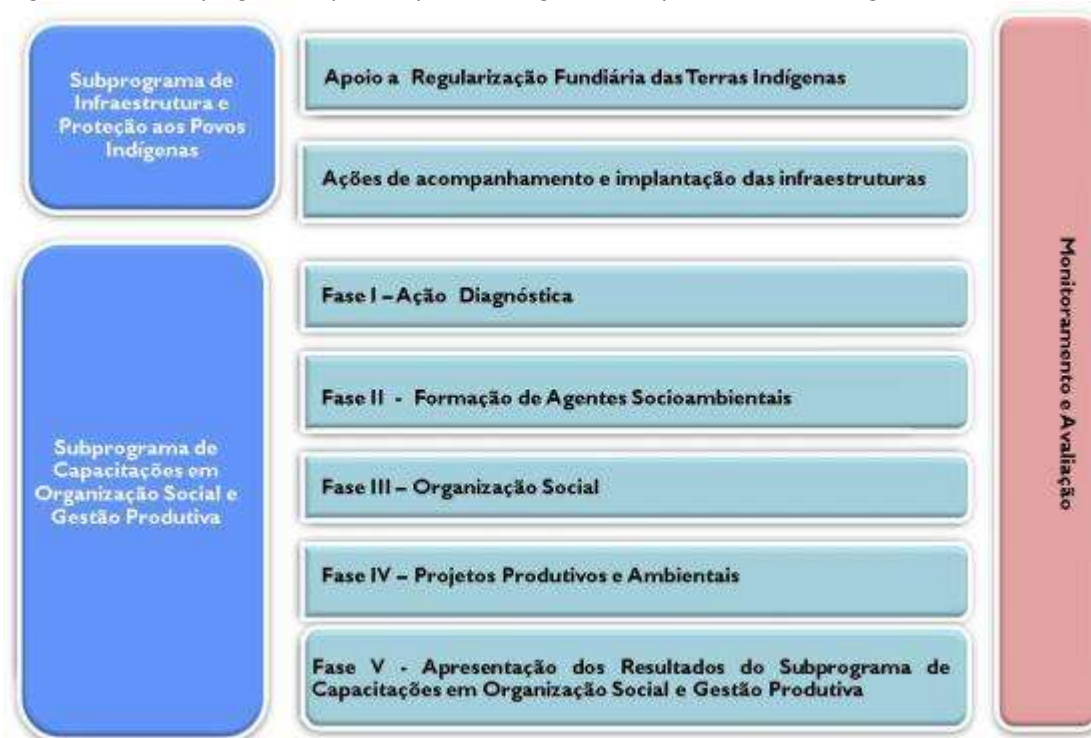 Subprograma de
Infraestrutura e
Proteção aos Povos
Indígenas
Apoio a Regularização Fundiária das Terras Indígenas
Ações de acompanhamento e implantação das infraestruturas
Subprograma de
Capacitações em
Organização Social e
Gestão Produtiva
Fase I – Ação Diagnóstica
Fase II - Formação de Agentes Socioambientais
Fase III – Organização Social
Fase IV – Projetos Produtivos e Ambientais
Fase V - Apresentação dos Resultados do Subprograma de
Capacitações em Organização Social e Gestão Produtiva
Monitoramento e Avaliação